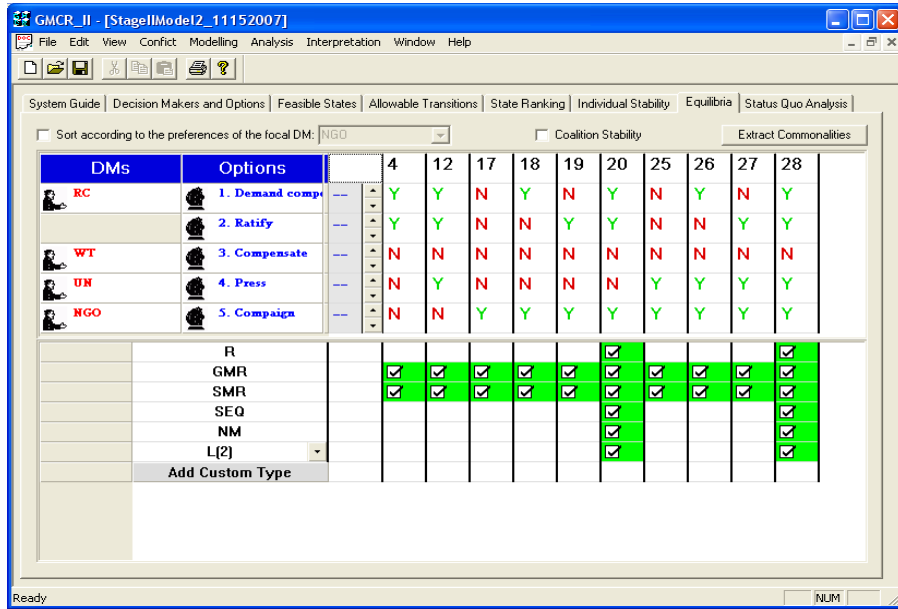 GMCR_II - [StageIIModel2_11152007]
File Edit View Confict Modelling Analysis Interpretation Window Help
System Guide Decision Makers and Options Feasible States Allowable Transitions State Ranking Individual Stability Equilibria Status Quo Analysis
Sort according to the preferences of the focal DM: NGO Coalition Stability Extract Commonalities
DMs Options 4 12 17 18 19 20 25 26 27 28
RC 1. Demand compe -- Y Y N Y N Y N Y N Y
2. Ratify -- Y Y N N Y Y N N Y Y
WT 3. Compensate -- N N N N N N N N N N
UN 4. Press -- N Y N N N N Y Y Y Y
NGO 5. Compaign -- N N Y Y Y Y Y Y Y Y
R
GMR
SMR
SEQ
NM
L(2)
Add Custom Type
Ready NUM